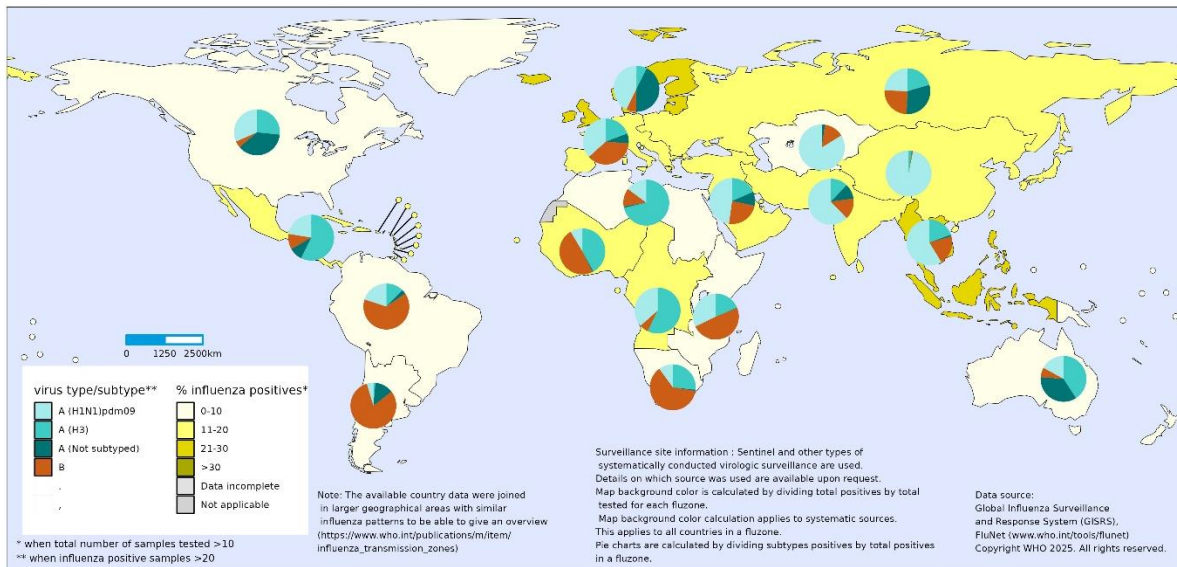 0 1250 2500km
virus type/subtype**
A (H1N1)pdm09
A (H3)
A (Not subtyped)
B
.
,
% influenza positives*
0-10
11-20
21-30
>30
Data incomplete
Not applicable
* when total number of samples tested >10
** when influenza positive samples >20
Note: The available country data were joined
in larger geographical areas with similar
influenza patterns to be able to give an overview
(https://www.who.int/publications/m/item/
influenza_transmission_zones)
Surveillance site information : Sentinel and other types of
systematically conducted virologic surveillance are used.
Details on which source was used are available upon request.
Map background color is calculated by dividing total positives by total
tested for each fluzone.
Map background color calculation applies to systematic sources.
This applies to all countries in a fluzone.
Pie charts are calculated by dividing subtypes positives by total positives
in a fluzone.
Data source:
Global Influenza Surveillance
and Response System (GISRS),
FluNet (www.who.int/tools/flunet)
Copyright WHO 2025. All rights reserved.